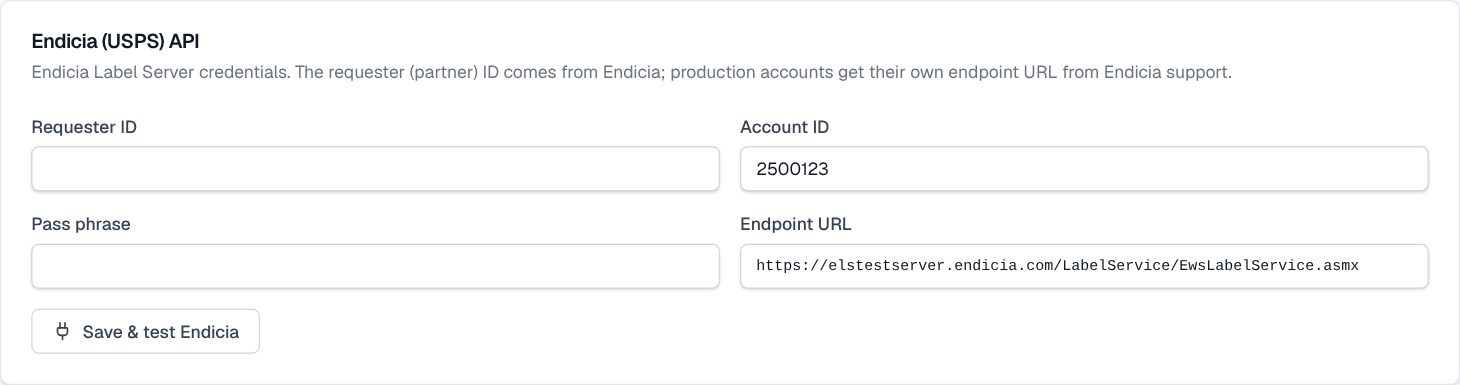 Endicia (USPS) API
Endicia Label Server credentials. The requester (partner) ID comes from Endicia; production accounts get their own endpoint URL from Endicia support.
Requester ID
Account ID
2500123
Pass phrase
Endpoint URL
https://elstestserver.endicia.com/LabelService/EwsLabelService.asmx
Save & test Endicia